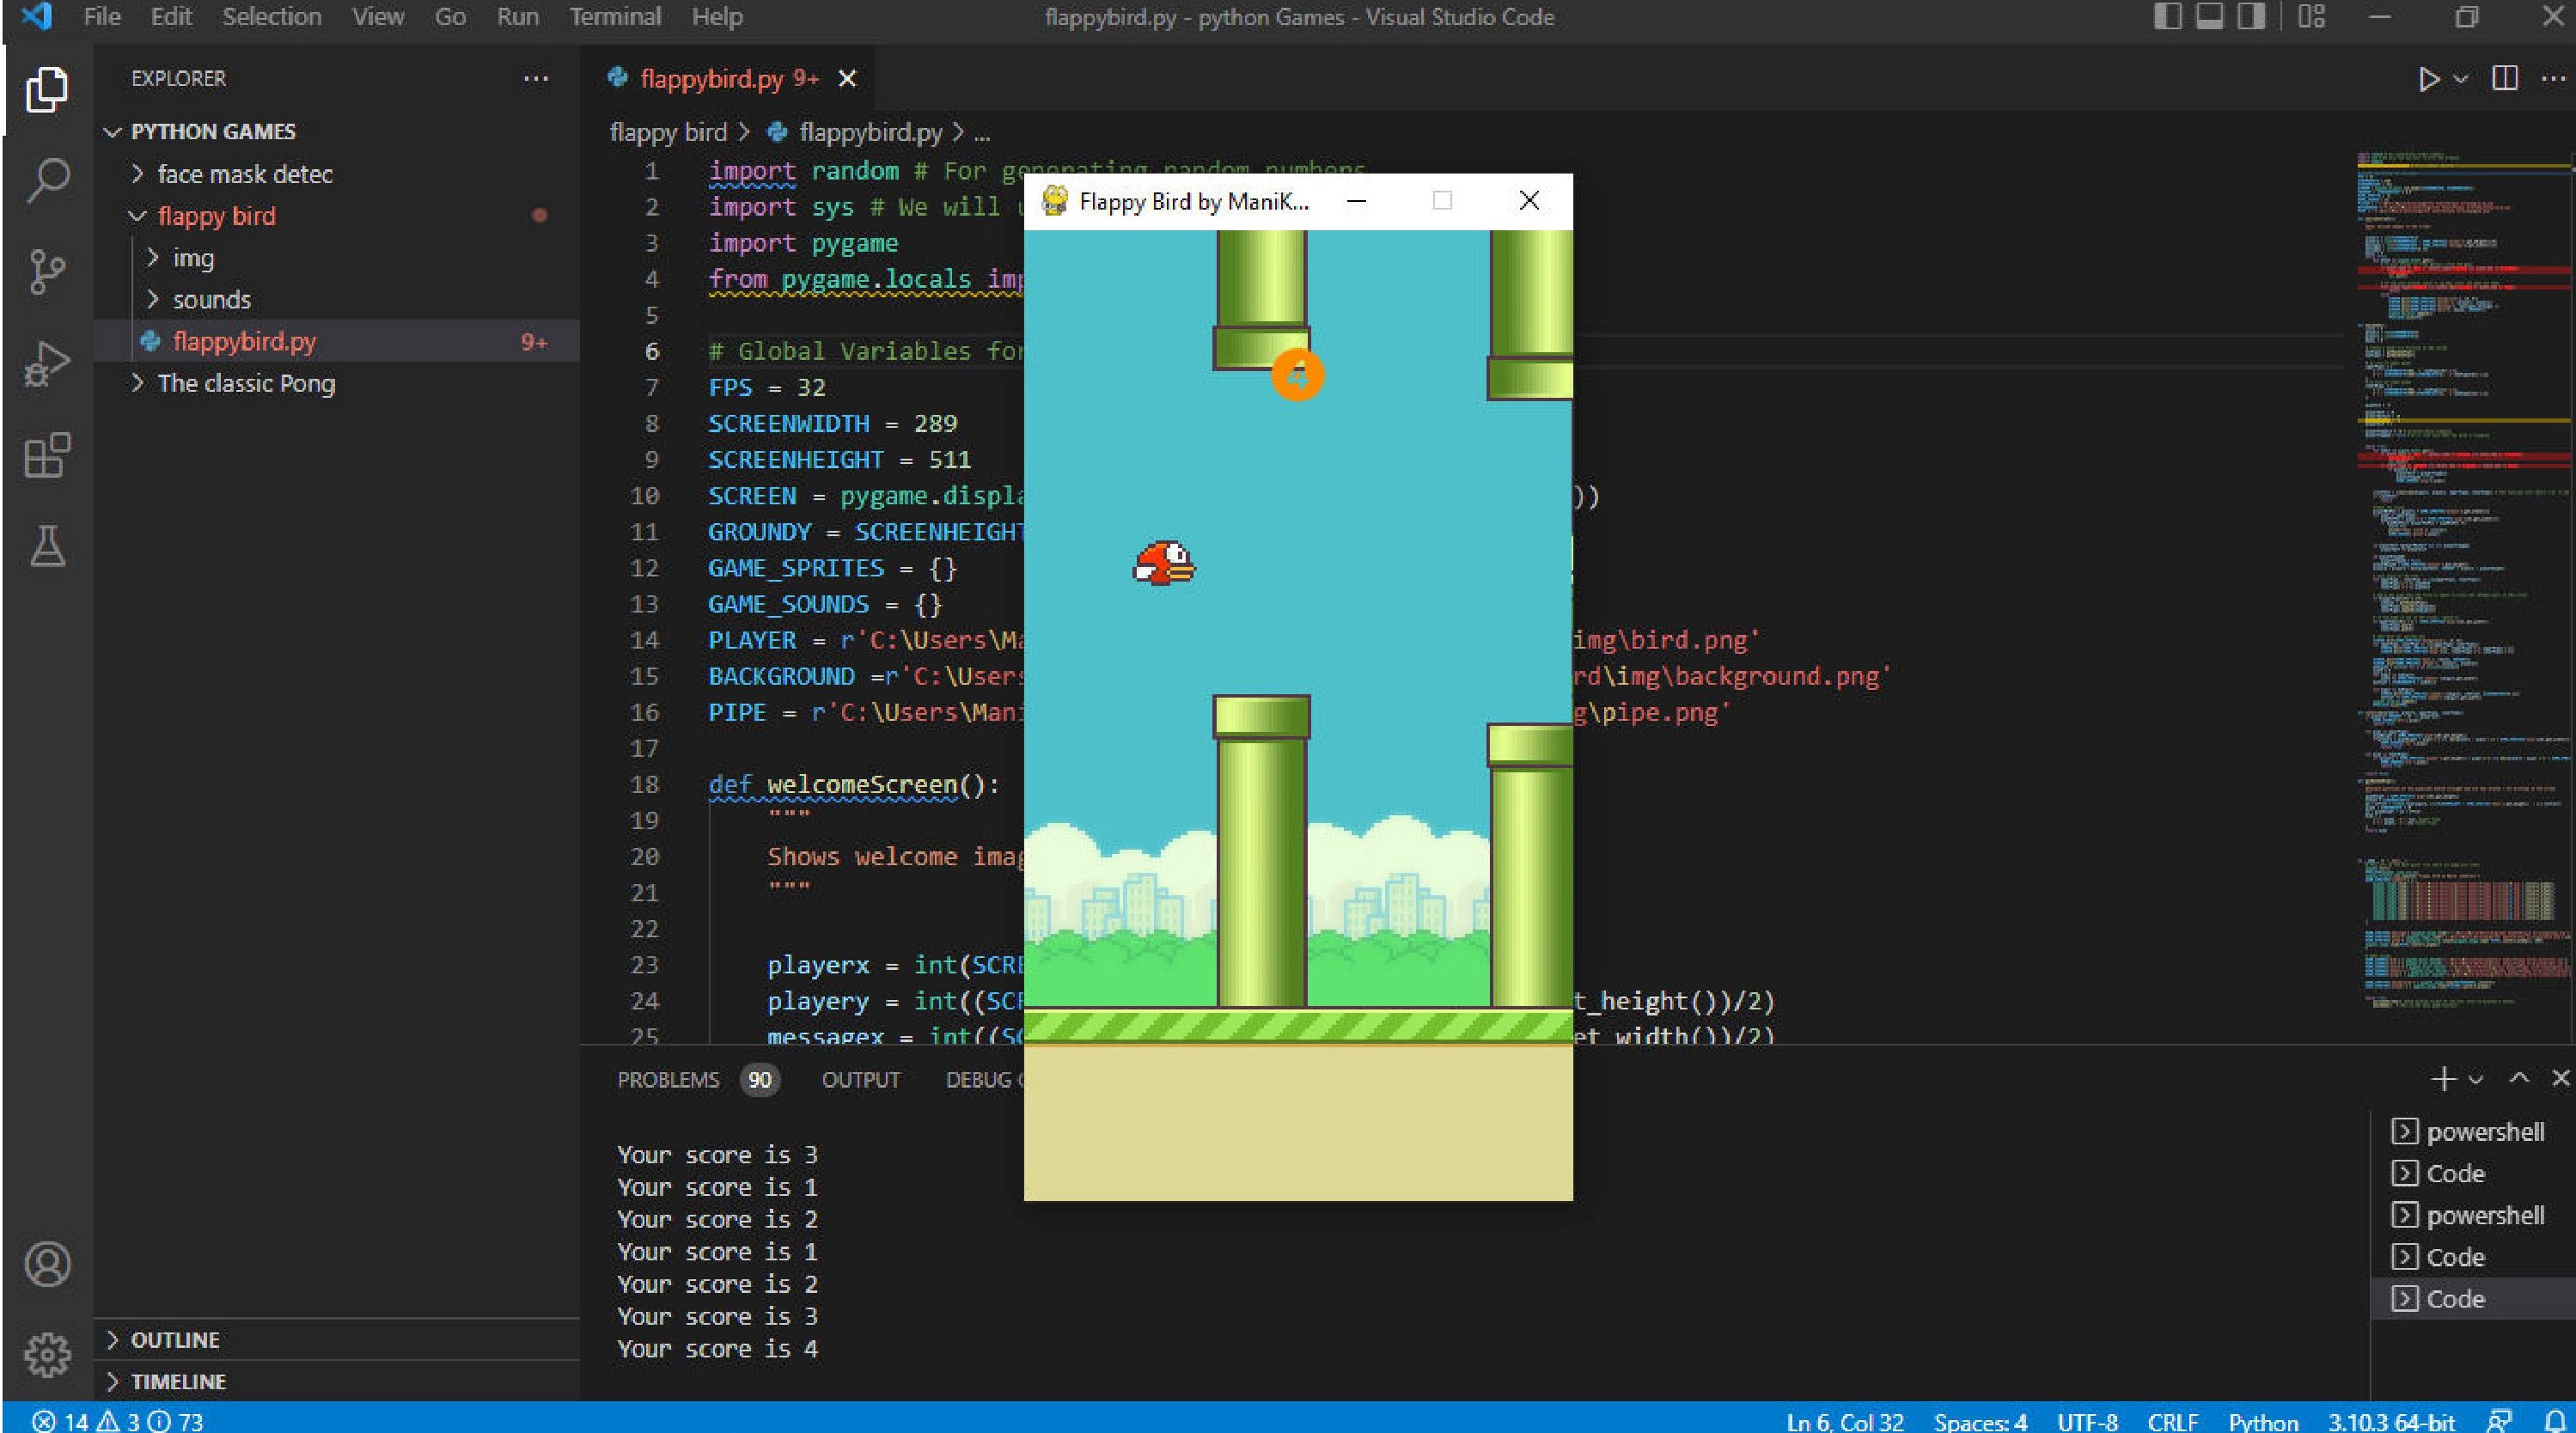 File Edit Selection View Go Run Terminal Help
flappybird.py - python Games - Visual Studio Code
EXPLORER
PYTHON GAMES
face mask detec
flappy bird
img
sounds
flappybird.py 9+
The classic Pong
OUTLINE
TIMELINE
flappybird.py 9+
flappy bird > flappybird.py > ...
1 import random # For generating random numbers
2 import sys # We will
3 import pygame
4 from pygame.locals imp
5
6 # Global Variables for
7 FPS = 32
8 SCREENWIDTH = 289
9 SCREENHEIGHT = 511
10 SCREEN = pygame.displa ))
11 GROUNDY = SCREENHEIGHT
12 GAME_SPRITES = {}
13 GAME_SOUNDS = {}
14 PLAYER = r'C:\Users\Ma img\bird.png'
15 BACKGROUND =r'C:\Users rd\img\background.png'
16 PIPE = r'C:\Users\Mani g\pipe.png'
17
18 def welcomeScreen():
19 """
20 Shows welcome imag
21 """
22
23 playerx = int(SCRE
24 playery = int((SCR t_height())/2)
25 messagex = int((SC et_width())/2)
Flappy Bird by ManiK...
4
PROBLEMS 90 OUTPUT DEBUG
Your score is 3
Your score is 1
Your score is 2
Your score is 1
Your score is 2
Your score is 3
Your score is 4
powershell
Code
powershell
Code
Code
14 3 73
Ln 6, Col 32 Spaces: 4 UTF-8 CRLF Python 3.10.3 64-bit